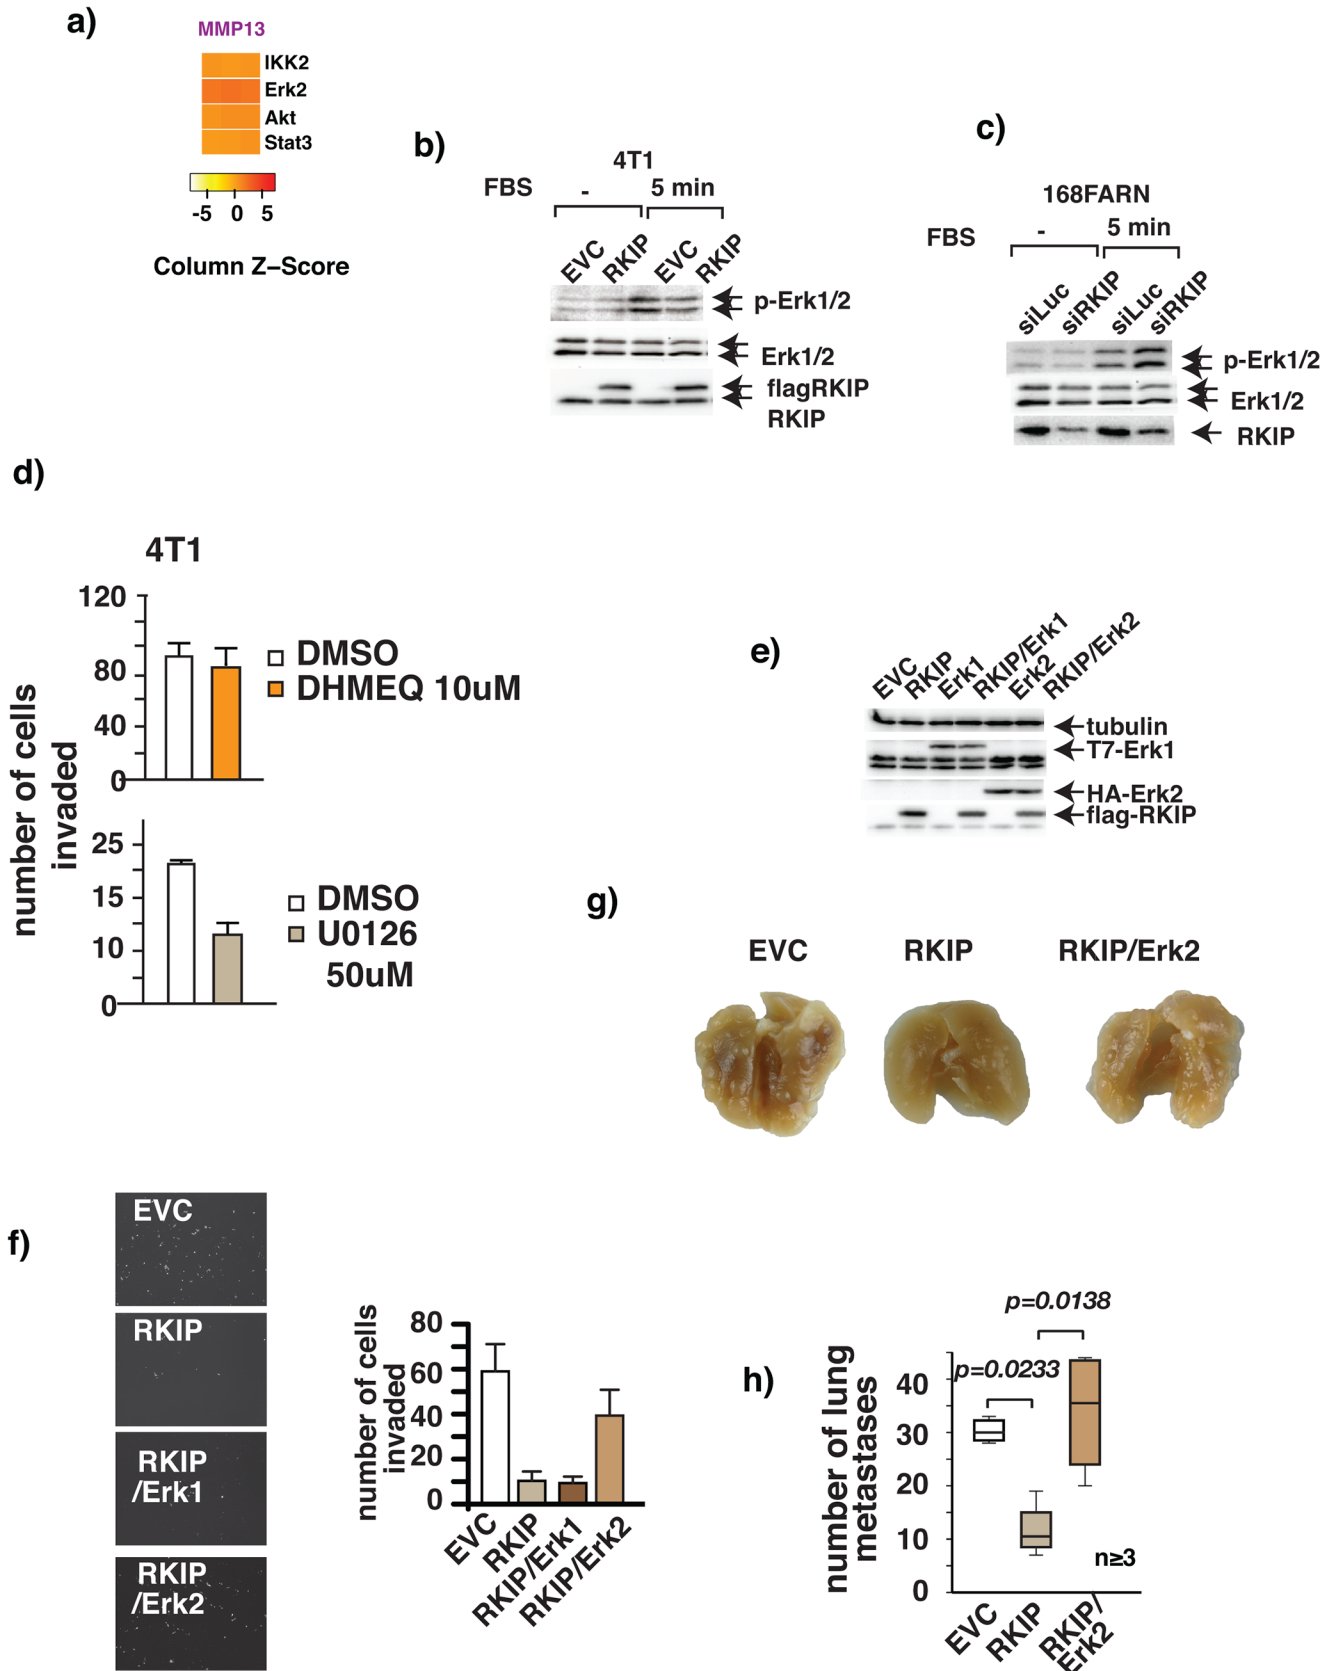 a)
MMP13
IKK2
Erk2
Akt
Stat3
-5 0 5
Column Z–Score
b)
4T1
FBS - 5 min
EVC RKIP EVC RKIP
p-Erk1/2
Erk1/2
flagRKIP
RKIP
c)
168FARN
FBS - 5 min
siLuc siRKIP siLuc siRKIP
p-Erk1/2
Erk1/2
RKIP
d)
4T1
number of cells
invaded
120
80
40
0
DMSO
DHMEQ 10uM
25
15
10
0
DMSO
U0126
50uM
e)
EVC RKIP Erk1 RKIP/Erk1 Erk2 RKIP/Erk2
tubulin
T7-Erk1
HA-Erk2
flag-RKIP
g)
EVC RKIP RKIP/Erk2
f)
EVC
RKIP
RKIP
/Erk1
RKIP
/Erk2
number of cells
invaded
80
60
40
20
0
EVC RKIP RKIP/Erk1 RKIP/Erk2
h)
number of lung
metastases
p=0.0138
p=0.0233
40
30
20
10
0
n≥3
EVC RKIP RKIP/
Erk2